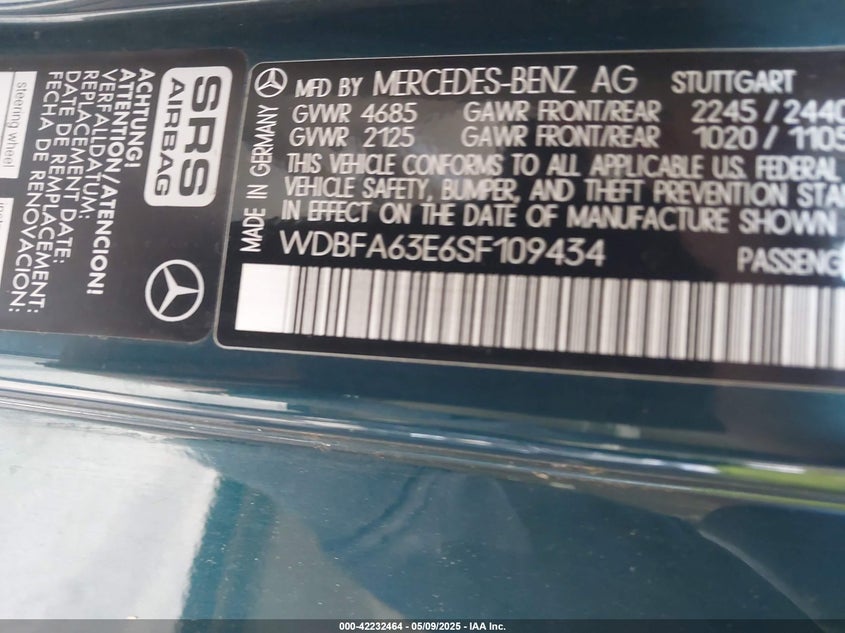 steering wheel
ACHTUNG!
ATTENTION/ATENCION!
VERFALLDATUM:
REPLACEMENT DATE:
DATE DE REMPLACEMENT:
FECHA DE RENOVACION:
SRS
AIRBAG
MADE IN GERMANY
MFD BY MERCEDES-BENZ AG STUTTGART
GVWR 4685 GAWR FRONT/REAR 2245 / 2440
GVWR 2125 GAWR FRONT/REAR 1020 / 1105
THIS VEHICLE CONFORMS TO ALL APPLICABLE U.S. FEDERAL
VEHICLE SAFETY, BUMPER, AND THEFT PREVENTION STA
IN EFFECT ON THE DATE OF MANUFACTURE SHOWN
WDBFA63E6SF109434 PASSENG
000-42232464 - 05/09/2025 - IAA Inc.